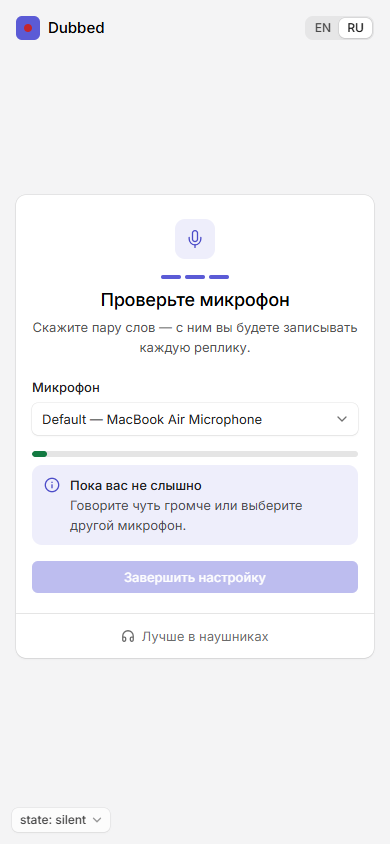 Dubbed
EN RU
Проверьте микрофон
Скажите пару слов — с ним вы будете записывать
каждую реплику.
Микрофон
Default — MacBook Air Microphone
Пока вас не слышно
Говорите чуть громче или выберите
другой микрофон.
Завершить настройку
Лучше в наушниках
state: silent